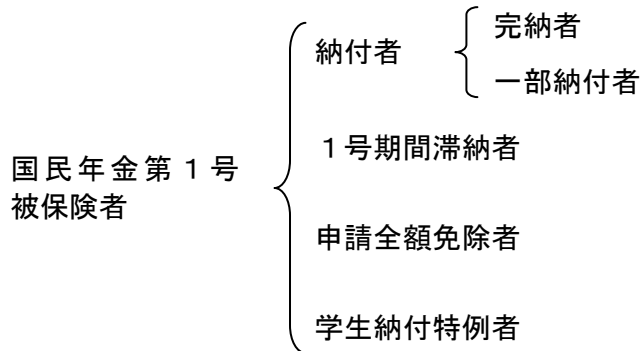 国民年金第１号
被保険者
納付者
完納者
一部納付者
１号期間滞納者
申請全額免除者
学生納付特例者